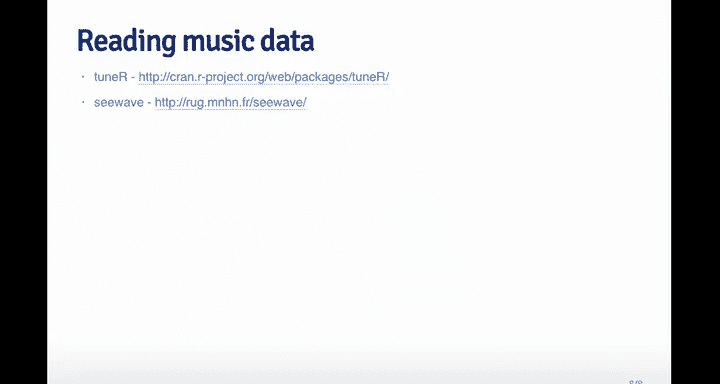 Reading music data
· tuneR - http://cran.r-project.org/web/packages/tuneR/
· seewave - http://rug.mnhn.fr/seewave/